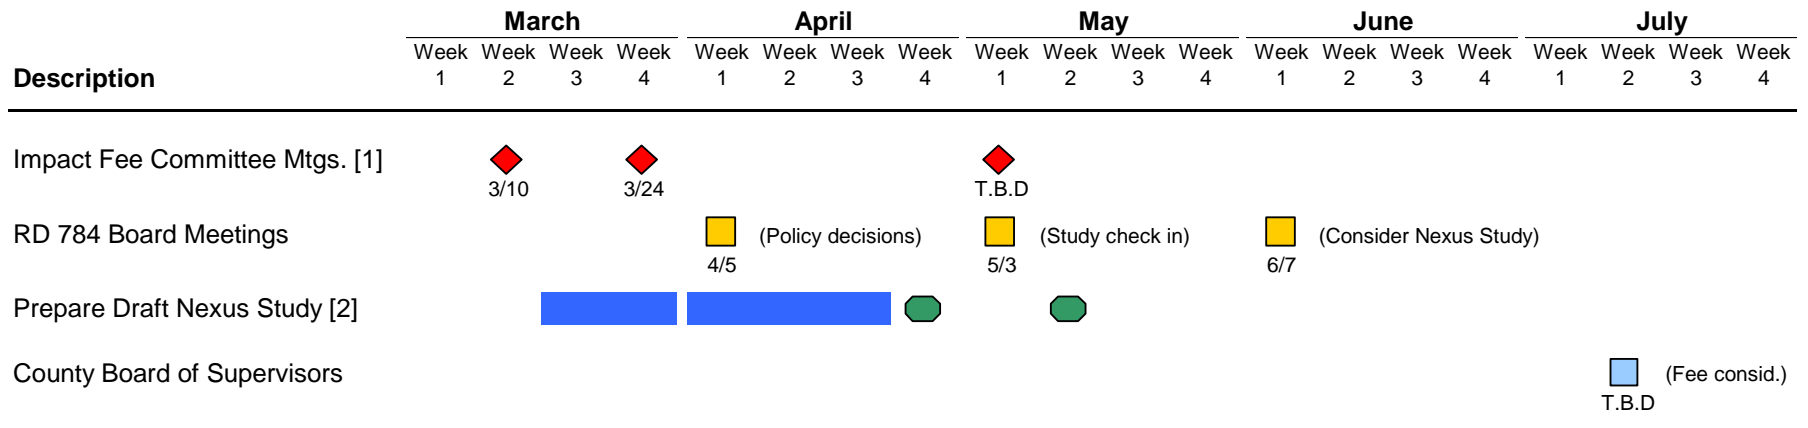 March April May June July
Week Week Week Week Week Week Week Week Week Week Week Week Week Week Week Week Week Week Week Week
Description 1 2 3 4 1 2 3 4 1 2 3 4 1 2 3 4 1 2 3 4
Impact Fee Committee Mtgs. [1]
3/10 3/24 T.B.D
RD 784 Board Meetings (Policy decisions) (Study check in) (Consider Nexus Study)
4/5 5/3 6/7
Prepare Draft Nexus Study [2]
County Board of Supervisors (Fee consid.)
T.B.D